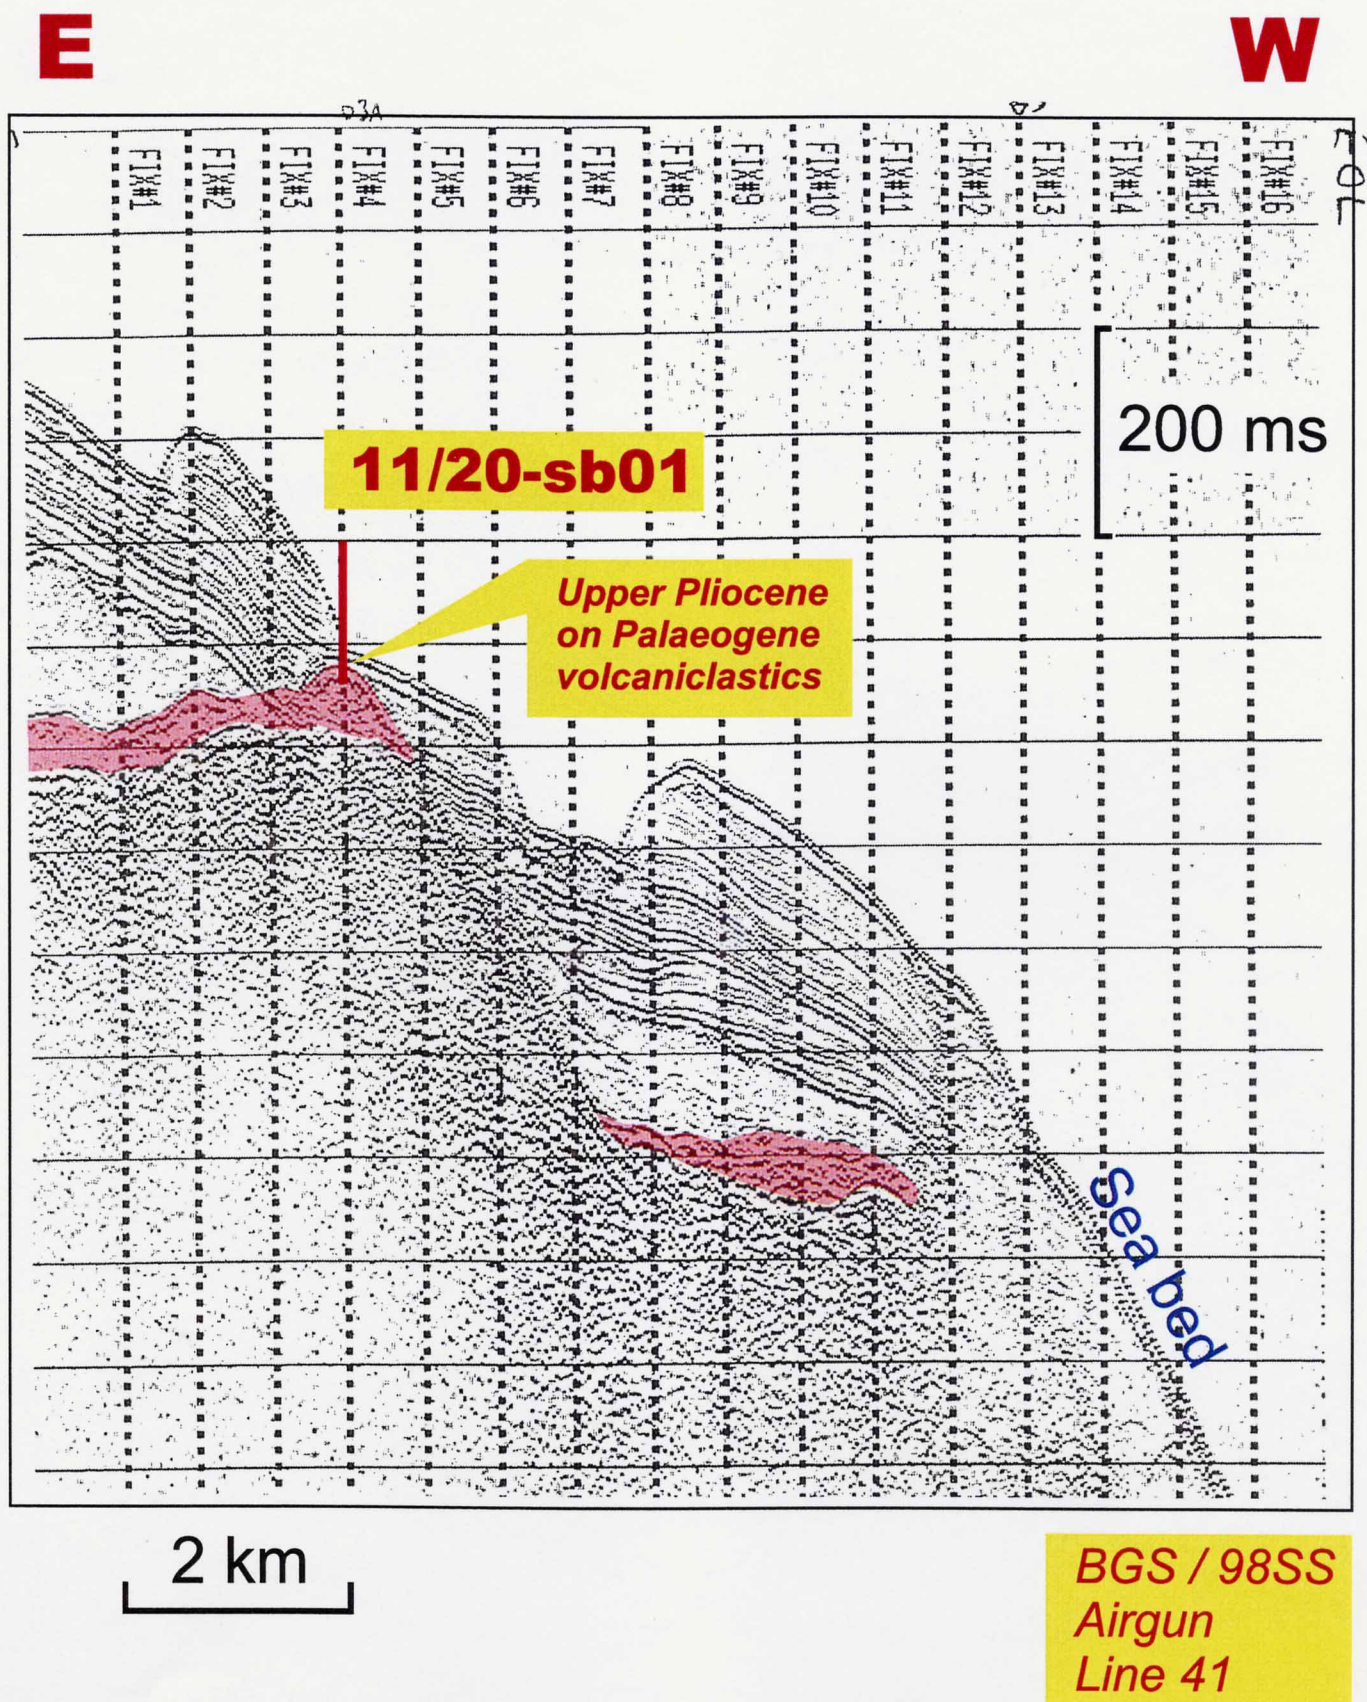 E
W
D3A
EOL
FIX#1
FIX#2
FIX#3
FIX#4
FIX#5
FIX#6
FIX#7
FIX#8
FIX#9
FIX#10
FIX#11
FIX#12
FIX#13
FIX#14
FIX#15
FIX#16
200 ms
11/20-sb01
Upper Pliocene
on Palaeogene
volcaniclastics
Sea bed
2 km
BGS / 98SS
Airgun
Line 41